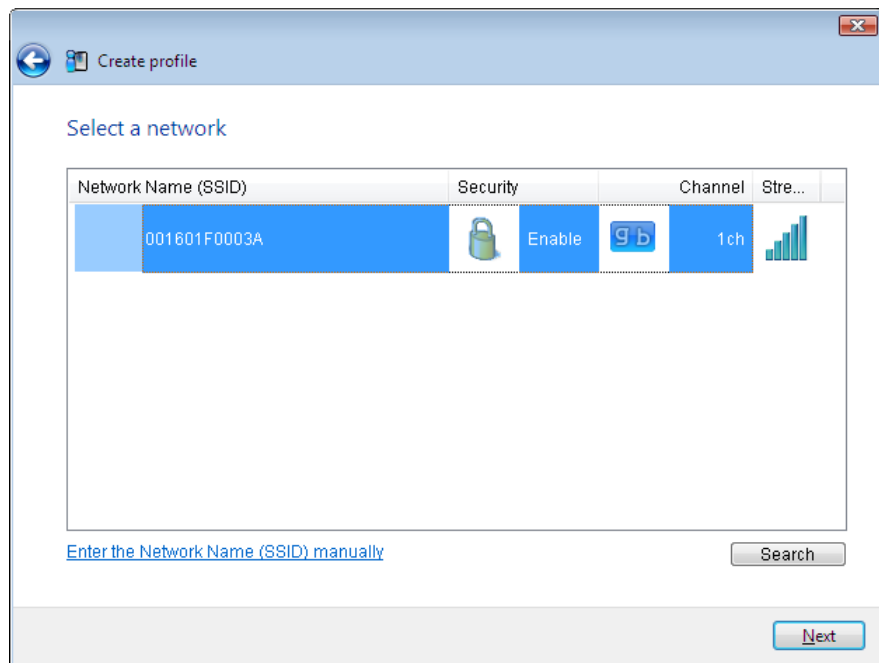 Create profile
Select a network
Network Name (SSID) Security Channel Stre...
001601F0003A Enable g b 1ch
Enter the Network Name (SSID) manually Search
Next